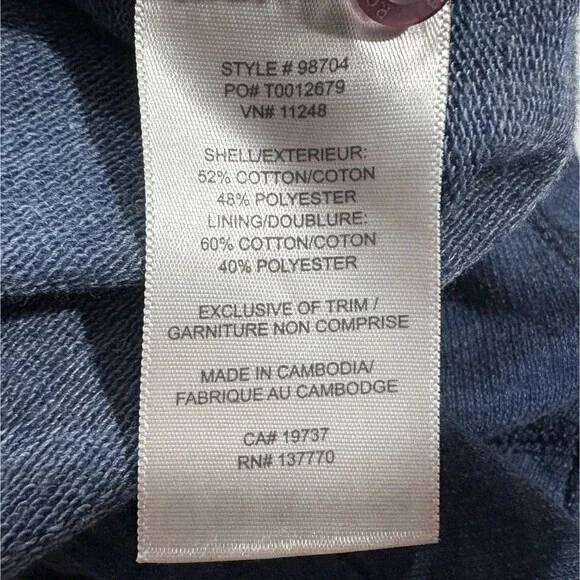 STYLE # 98704
PO# T0012679
VN# 11248
SHELL/EXTERIEUR:
52% COTTON/COTON
48% POLYESTER
LINING/DOUBLURE:
60% COTTON/COTON
40% POLYESTER
EXCLUSIVE OF TRIM /
GARNITURE NON COMPRISE
MADE IN CAMBODIA/
FABRIQUE AU CAMBODGE
CA# 19737
RN# 137770